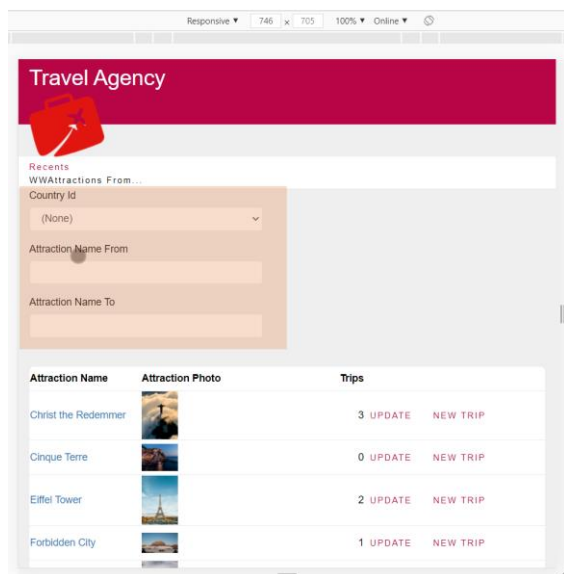 Responsive ▼ 746 x 705 100% ▼ Online ▼
Travel Agency
Recents
WWAttractions From...
Country Id
(None)
Attraction Name From
Attraction Name To
Attraction Name Attraction Photo Trips
Christ the Redemmer 3 UPDATE NEW TRIP
Cinque Terre 0 UPDATE NEW TRIP
Eiffel Tower 2 UPDATE NEW TRIP
Forbidden City 1 UPDATE NEW TRIP